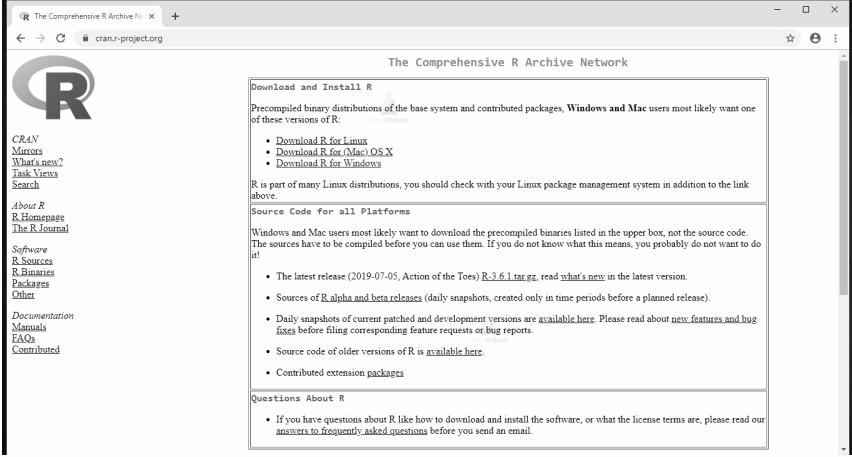 The Comprehensive R Archive Ne
cran.r-project.org
R
CRAN
Mirrors
What's new?
Task Views
Search
About R
R Homepage
The R Journal
Software
R Sources
R Binaries
Packages
Other
Documentation
Manuals
FAQs
Contributed
The Comprehensive R Archive Network
Download and Install R
Precompiled binary distributions of the base system and contributed packages, Windows and Mac users most likely want one
of these versions of R:
• Download R for Linux
• Download R for (Mac) OS X
• Download R for Windows
R is part of many Linux distributions, you should check with your Linux package management system in addition to the link
above.
Source Code for all Platforms
Windows and Mac users most likely want to download the precompiled binaries listed in the upper box, not the source code.
The sources have to be compiled before you can use them. If you do not know what this means, you probably do not want to do
it!
• The latest release (2019-07-05, Action of the Toes) R-3.6.1.tar.gz, read what's new in the latest version.
• Sources of R alpha and beta releases (daily snapshots, created only in time periods before a planned release).
• Daily snapshots of current patched and development versions are available here. Please read about new features and bug
fixes before filing corresponding feature requests or bug reports.
• Source code of older versions of R is available here.
• Contributed extension packages
Questions About R
• If you have questions about R like how to download and install the software, or what the license terms are, please read our
answers to frequently asked questions before you send an email.